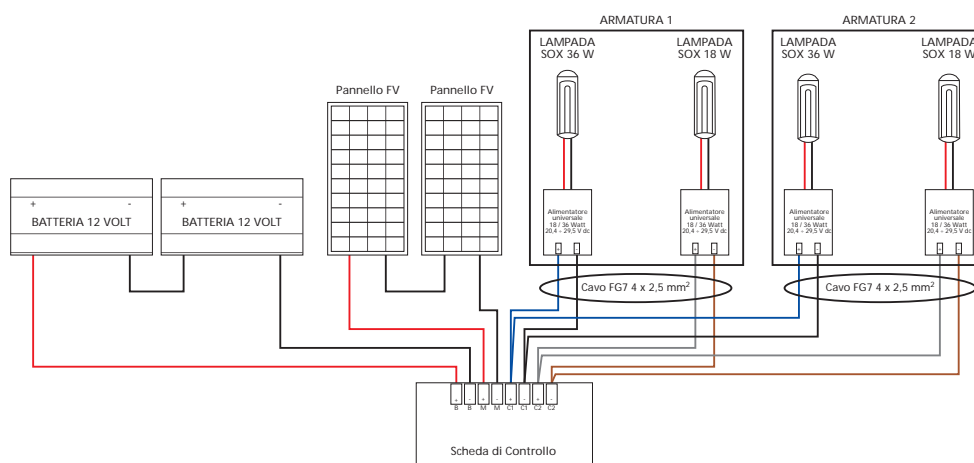 ARMATURA 1
ARMATURA 2
LAMPADA
SOX 36 W
LAMPADA
SOX 18 W
LAMPADA
SOX 36 W
LAMPADA
SOX 18 W
Pannello FV
Pannello FV
+ -
BATTERIA 12 VOLT
+ -
BATTERIA 12 VOLT
Alimentatore
universale
18 / 36 Watt
20,4 - 29,5 V dc
+ -
Alimentatore
universale
18 / 36 Watt
20,4 - 29,5 V dc
+ -
Alimentatore
universale
18 / 36 Watt
20,4 - 29,5 V dc
+ -
Alimentatore
universale
18 / 36 Watt
20,4 - 29,5 V dc
+ -
Cavo FG7 4 x 2,5 mm²
Cavo FG7 4 x 2,5 mm²
+ - + - + - + -
B B M M C1 C1 C2 C2
Scheda di Controllo